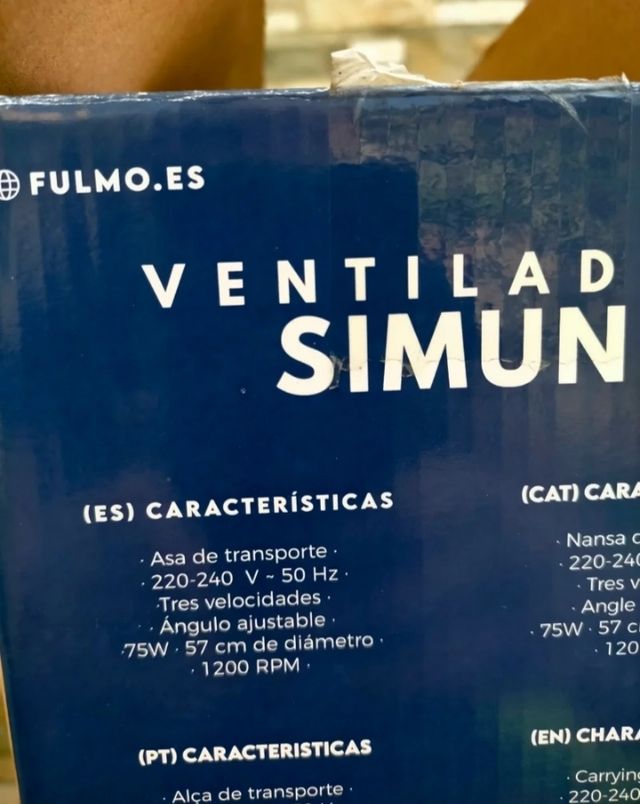 FULMO.ES
VENTILAD
SIMUN
(ES) CARACTERÍSTICAS
· Asa de transporte ·
· 220-240 V ~ 50 Hz ·
·Tres velocidades ·
· Ángulo ajustable ·
·75W · 57 cm de diámetro ·
· 1200 RPM ·
(CAT) CARA
· Nansa d
· 220-240
· Tres v
· Angle
· 75W · 57 c
· 120
(PT) CARACTERISTICAS
· Alça de transporte ·
(EN) CHARA
· Carrying
· 220-240